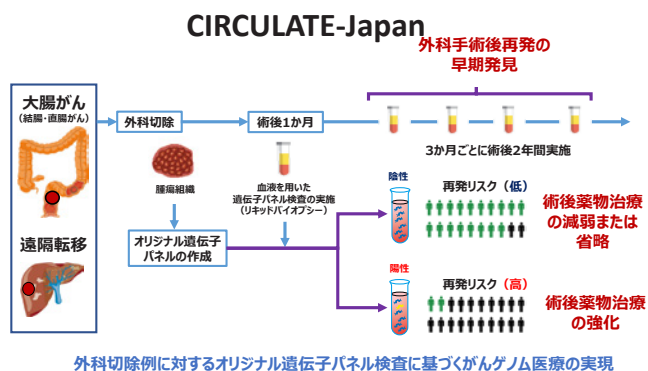 CIRCULATE-Japan
外科手術後再発の
早期発見
大腸がん
（結腸・直腸がん）
外科切除
術後1か月
3か月ごとに術後2年間実施
腫瘍組織
血液を用いた
遺伝子パネル検査の実施
（リキッドバイオプシー）
オリジナル遺伝子
パネルの作成
遠隔転移
陰性
再発リスク（低）
術後薬物治療
の減弱または
省略
陽性
再発リスク（高）
術後薬物治療
の強化
外科切除例に対するオリジナル遺伝子パネル検査に基づくがんゲノム医療の実現